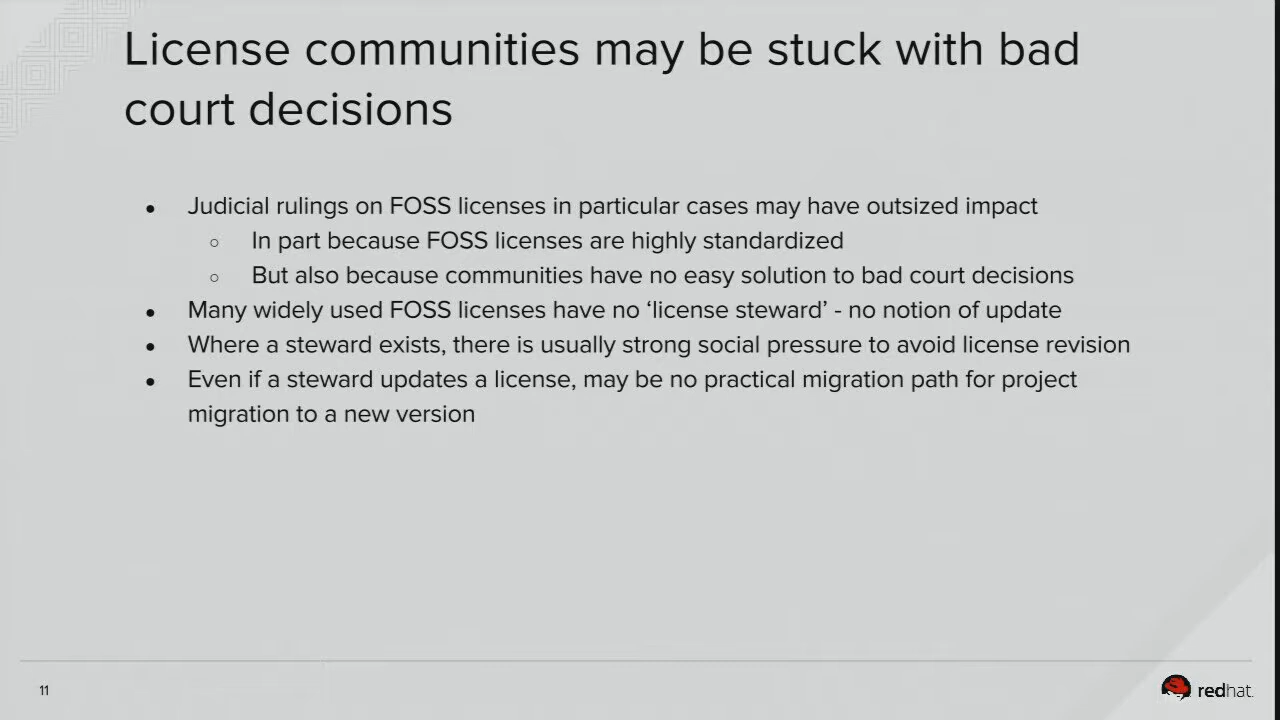 License communities may be stuck with bad
court decisions
● Judicial rulings on FOSS licenses in particular cases may have outsized impact
○ In part because FOSS licenses are highly standardized
○ But also because communities have no easy solution to bad court decisions
● Many widely used FOSS licenses have no ‘license steward’ - no notion of update
● Where a steward exists, there is usually strong social pressure to avoid license revision
● Even if a steward updates a license, may be no practical migration path for project
migration to a new version
11
redhat.